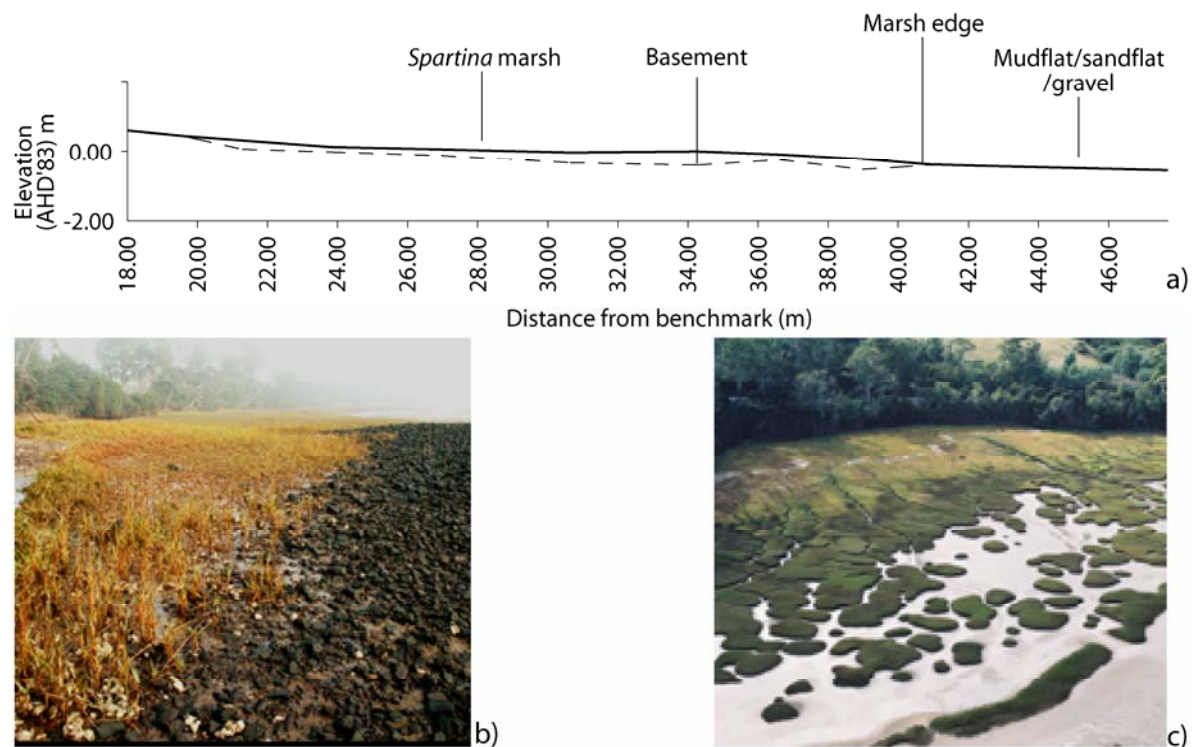 Marsh edge
Spartina marsh
Basement
Mudflat/sandflat
/gravel
Elevation
(AHD'83) m
0.00
-2.00
18.00
20.00
22.00
24.00
26.00
28.00
30.00
32.00
34.00
36.00
38.00
40.00
42.00
44.00
46.00
a)
Distance from benchmark (m)
b)
c)